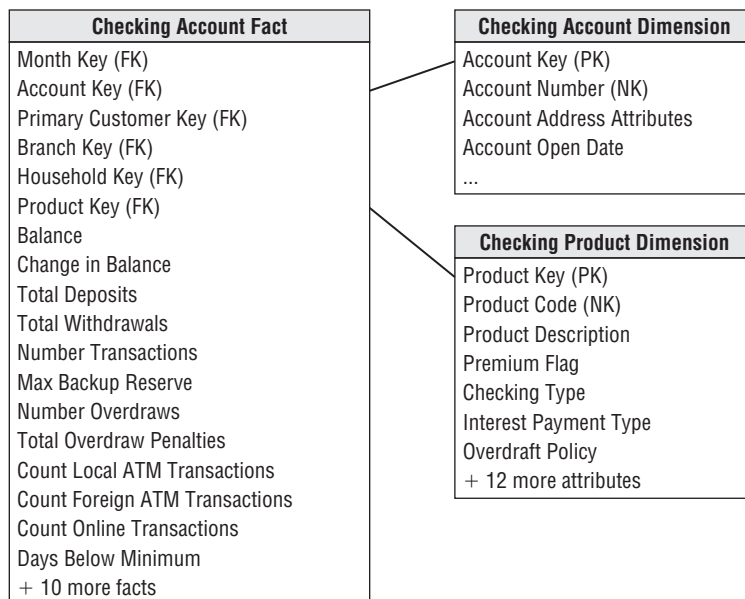 Checking Account Fact
Month Key (FK)
Account Key (FK)
Primary Customer Key (FK)
Branch Key (FK)
Household Key (FK)
Product Key (FK)
Balance
Change in Balance
Total Deposits
Total Withdrawals
Number Transactions
Max Backup Reserve
Number Overdraws
Total Overdraw Penalties
Count Local ATM Transactions
Count Foreign ATM Transactions
Count Online Transactions
Days Below Minimum
+ 10 more facts
Checking Account Dimension
Account Key (PK)
Account Number (NK)
Account Address Attributes
Account Open Date
...
Checking Product Dimension
Product Key (PK)
Product Code (NK)
Product Description
Premium Flag
Checking Type
Interest Payment Type
Overdraft Policy
+ 12 more attributes